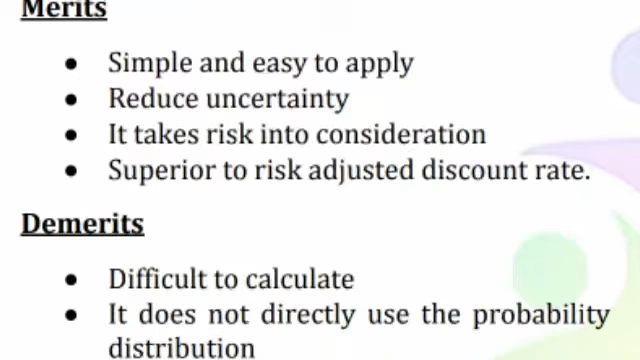 Merits
● Simple and easy to apply
● Reduce uncertainty
● It takes risk into consideration
● Superior to risk adjusted discount rate.
Demerits
● Difficult to calculate
● It does not directly use the probability
distribution